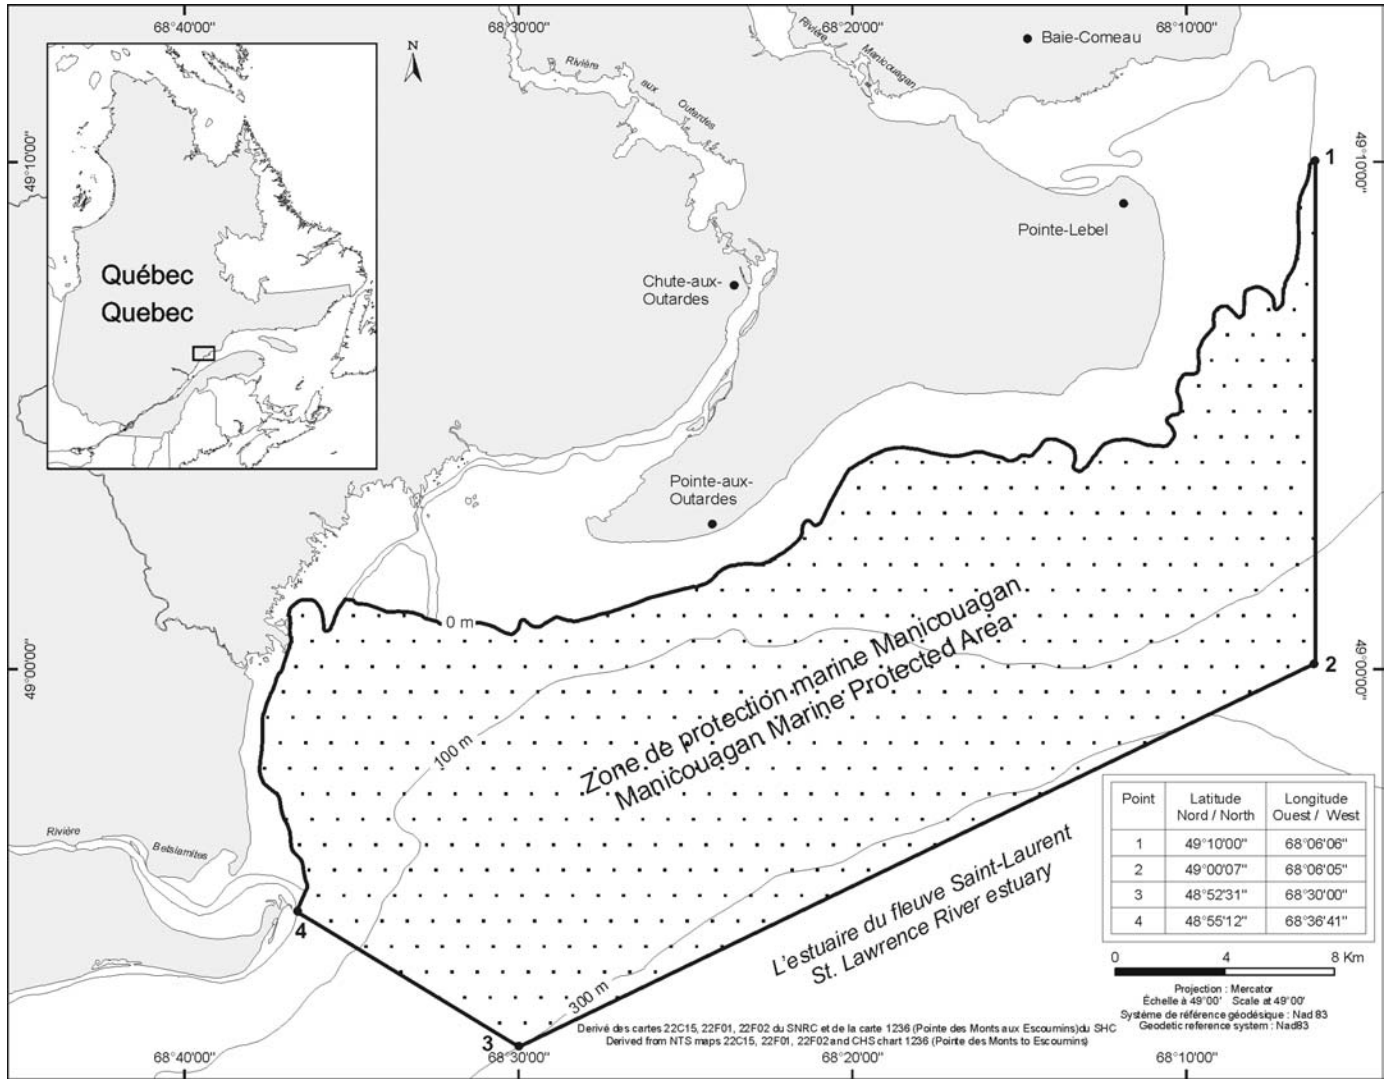 68°40'00"
68°30'00"
68°20'00"
68°10'00"
N
Baie-Comeau
Rivière
Manicouagan
Rivière
aux
Outardes
49°10'00"
49°10'00"
1
Pointe-Lebel
Québec
Quebec
Chute-aux-
Outardes
Pointe-aux-
Outardes
0 m
Zone de protection marine Manicouagan
Manicouagan Marine Protected Area
49°00'00"
49°00'00"
2
100 m
Rivière
Betsiamites
4
L'estuaire du fleuve Saint-Laurent
St. Lawrence River estuary
300 m
3
Point Latitude Nord / North Longitude Ouest / West
1 49°10'00" 68°06'06"
2 49°00'07" 68°06'05"
3 48°52'31" 68°30'00"
4 48°55'12" 68°36'41"
0 4 8 Km
Projection : Mercator
Échelle à 49°00' Scale at 49°00'
Système de référence géodésique : Nad 83
Geodetic reference system : Nad83
Derivé des cartes 22C15, 22F01, 22F02 du SNRC et de la carte 1236 (Pointe des Monts aux Escoumins)du SHC
Derived from NTS maps 22C15, 22F01, 22F02 and CHS chart 1236 (Pointe des Monts to Escoumins)
68°40'00"
68°30'00"
68°20'00"
68°10'00"